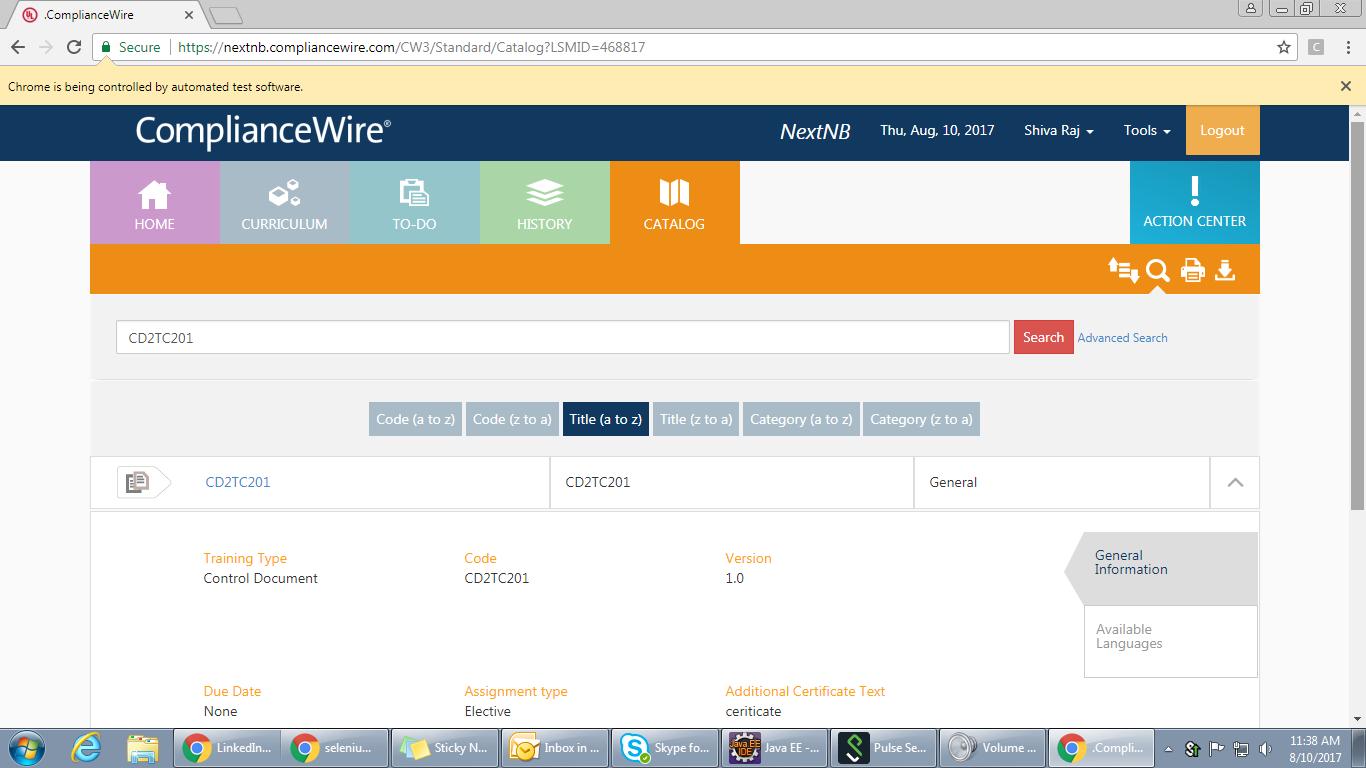 .ComplianceWire
Secure https://nextnb.compliancewire.com/CW3/Standard/Catalog?LSMID=468817
Chrome is being controlled by automated test software.
ComplianceWire® NextNB Thu, Aug, 10, 2017 Shiva Raj Tools Logout
HOME CURRICULUM TO-DO HISTORY CATALOG ACTION CENTER
CD2TC201 Search Advanced Search
Code (a to z) Code (z to a) Title (a to z) Title (z to a) Category (a to z) Category (z to a)
CD2TC201 CD2TC201 General
Training Type Code Version
Control Document CD2TC201 1.0
General
Information
Available
Languages
Due Date Assignment type Additional Certificate Text
None Elective ceriticate
LinkedIn... seleniu... Sticky N... Inbox in ... Skype fo... Java EE -... Pulse Se... Volume ... .Compli... 11:38 AM
8/10/2017